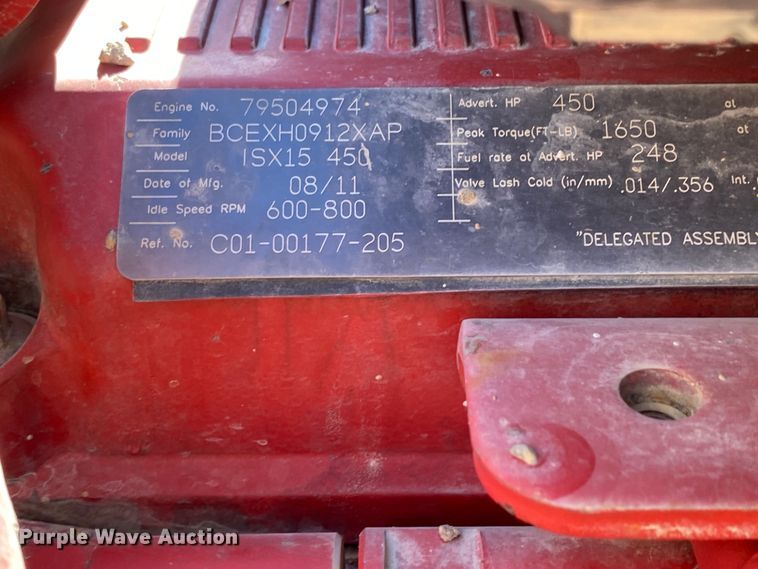 Engine No. 79504974 Advert. HP 450 at
Family BCEXH0912XAP Peak Torque(FT-LB) 1650 at
Model ISX15 450 Fuel rate at Advert. HP 248
Date of Mfg. 08/11 Valve Lash Cold (in/mm) .014/.356 Int.
Idle Speed RPM 600-800
Ref. No. C01-00177-205 "DELEGATED ASSEMBLY
Purple Wave Auction